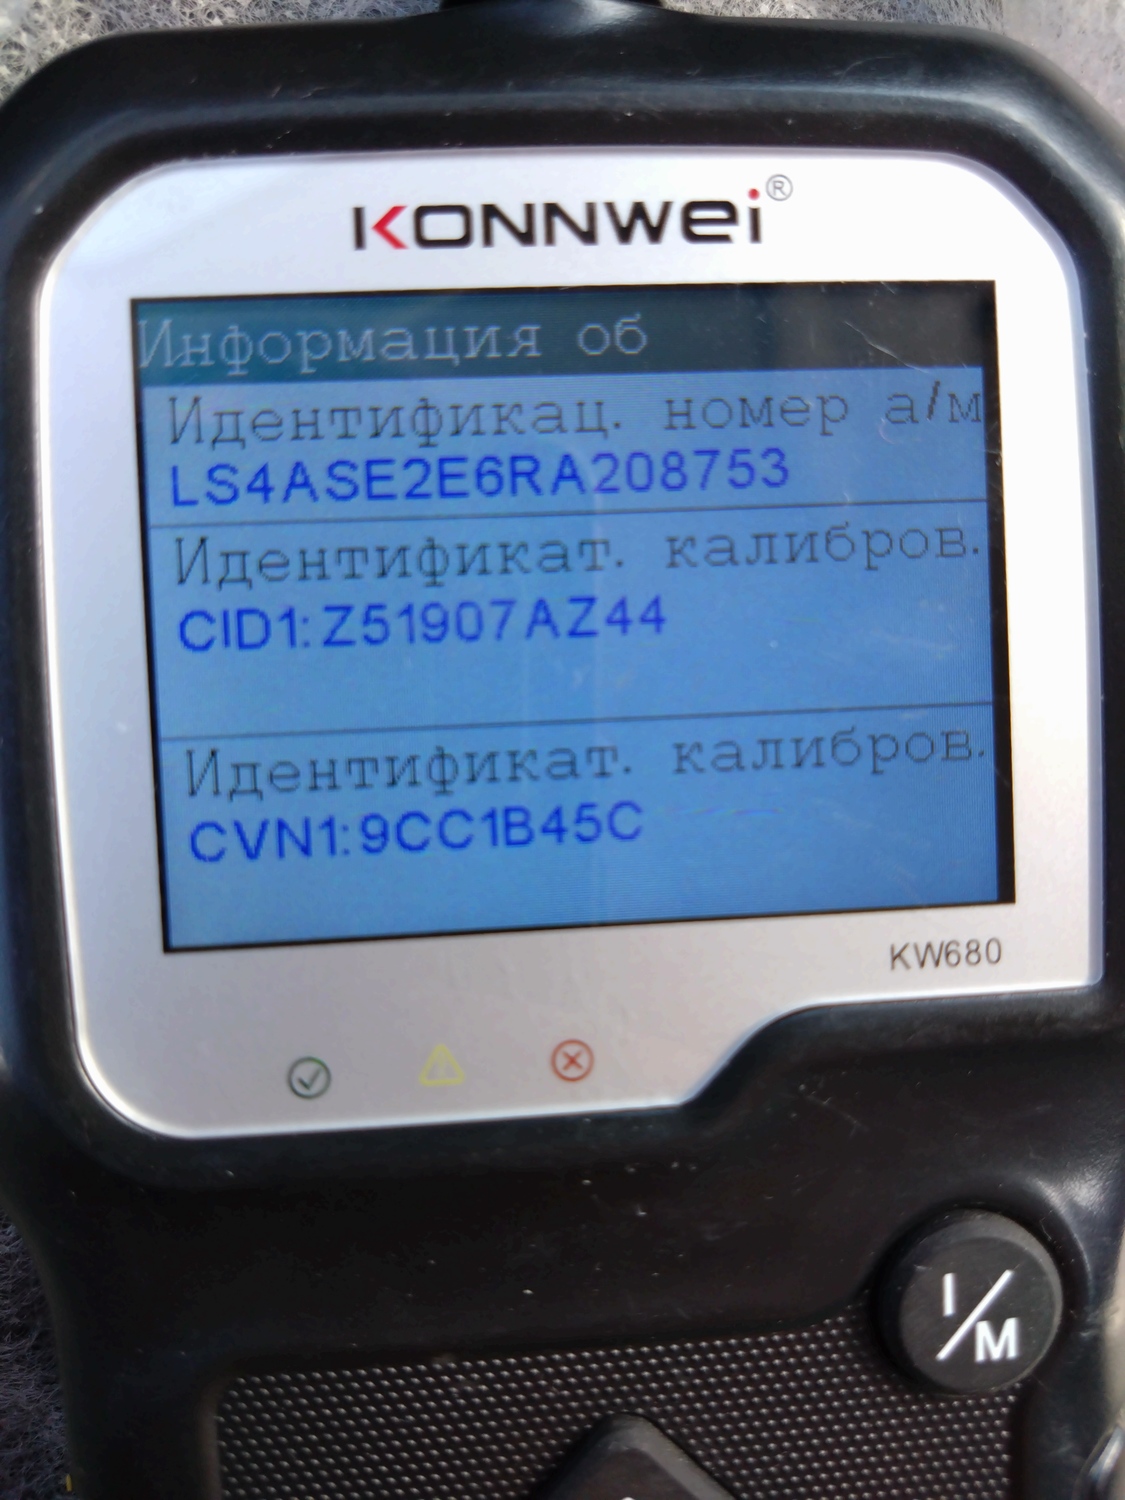 KONNWEI®
Информация об
Идентификац. номер а/м
LS4ASE2E6RA208753
Идентификат. калибров.
CID1:Z51907AZ44
Идентификат. калибров.
CVN1:9CC1B45C
KW680
I/M